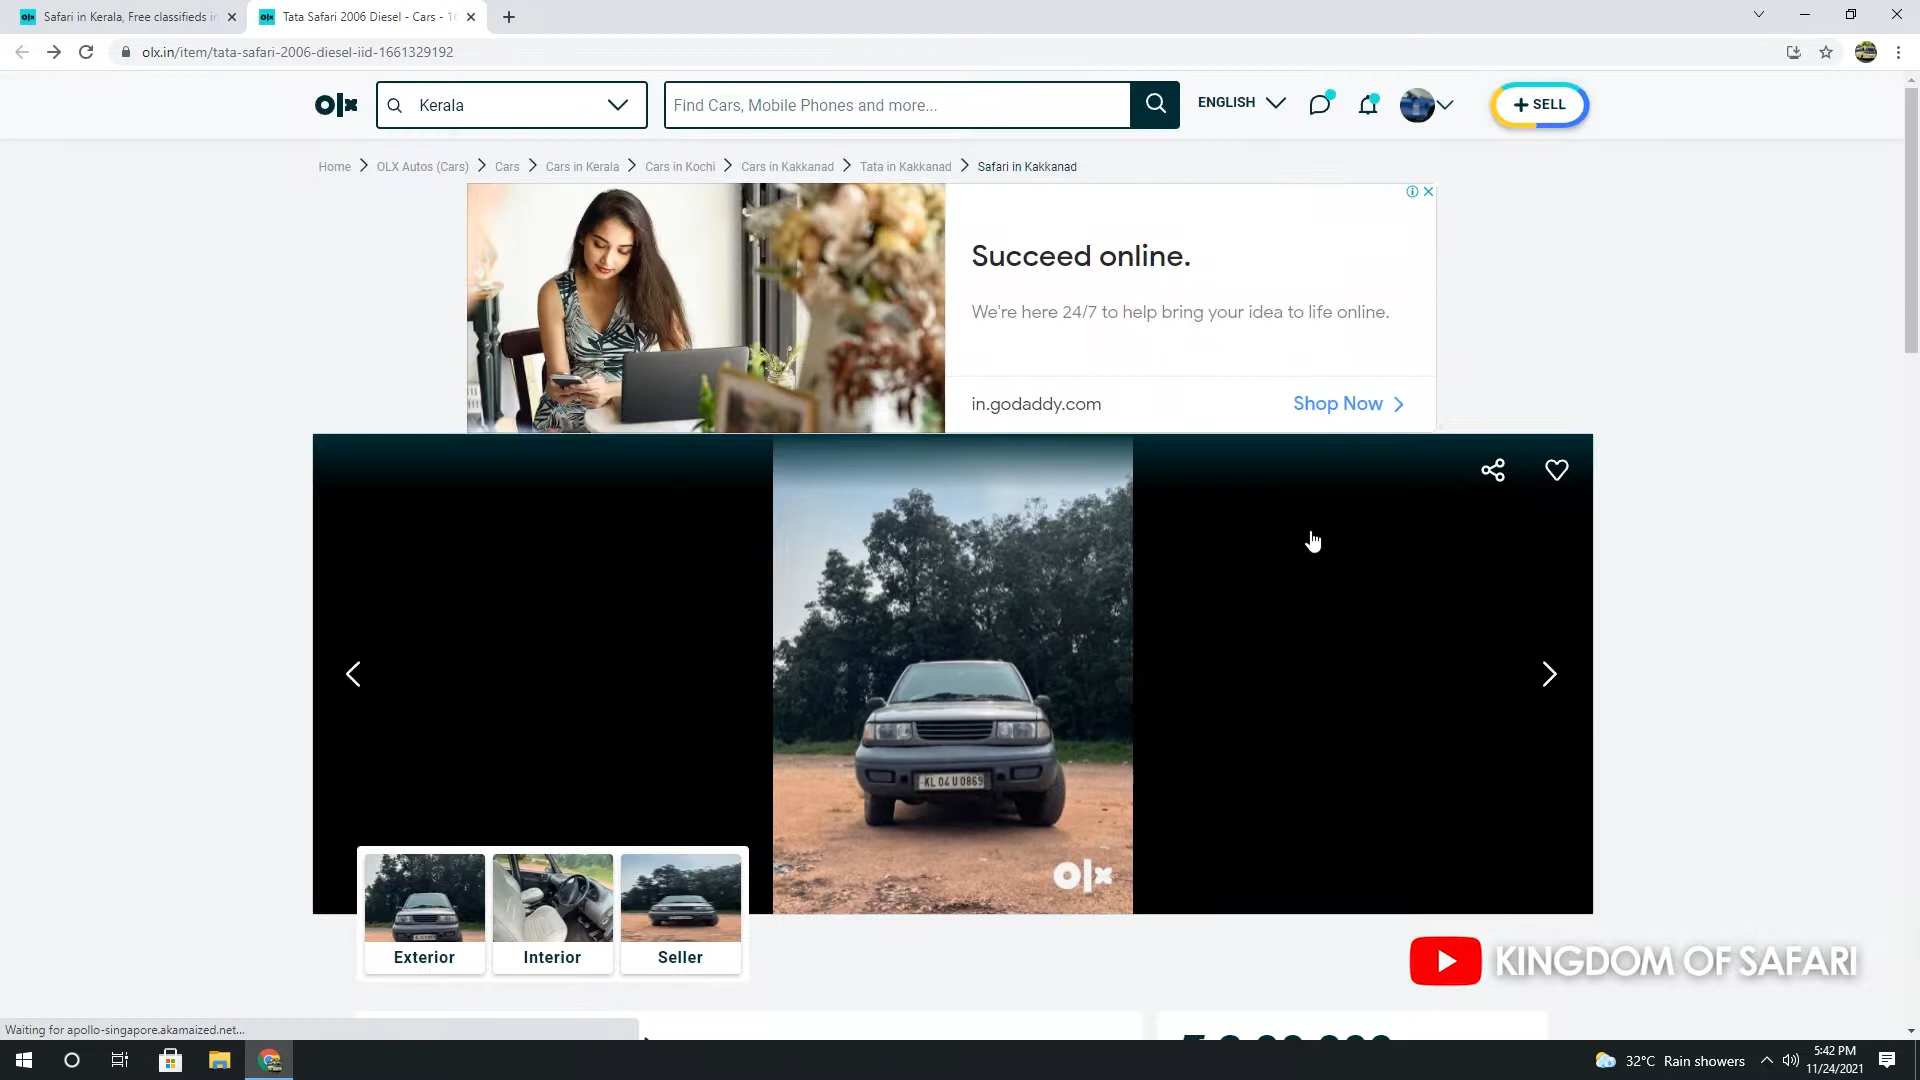 Safari in Kerala, Free classifieds in
Tata Safari 2006 Diesel - Cars - 16
olx.in/item/tata-safari-2006-diesel-iid-1661329192
olx
Kerala
Find Cars, Mobile Phones and more...
ENGLISH
+ SELL
Home
OLX Autos (Cars)
Cars
Cars in Kerala
Cars in Kochi
Cars in Kakkanad
Tata in Kakkanad
Safari in Kakkanad
Succeed online.
We're here 24/7 to help bring your idea to life online.
in.godaddy.com
Shop Now
KL 04 U 0869
olx
Exterior
Interior
Seller
KINGDOM OF SAFARI
Waiting for apollo-singapore.akamaized.net...
32°C Rain showers
5:42 PM
11/24/2021